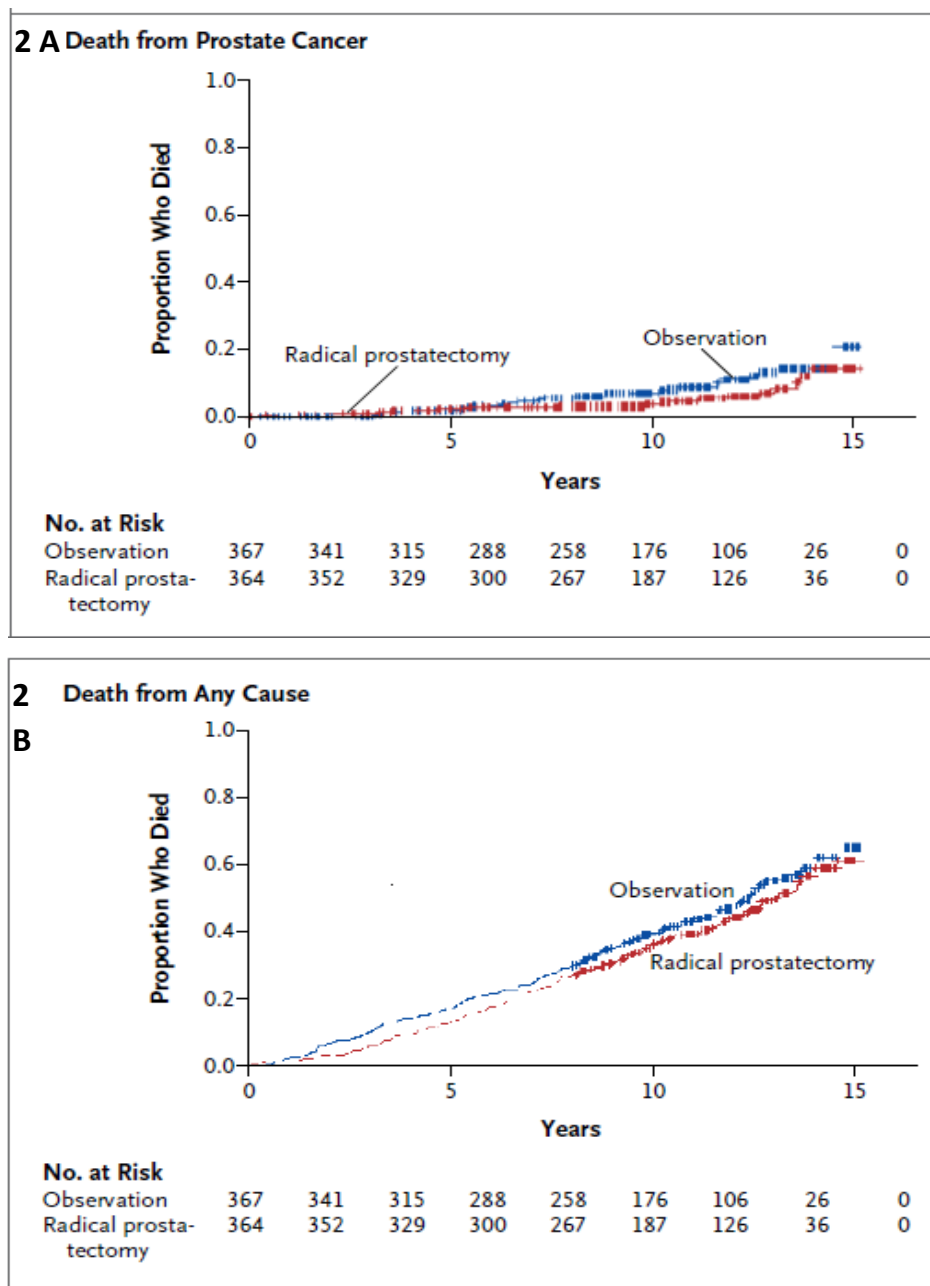 2 A Death from Prostate Cancer
1.0
0.8
0.6
0.4
0.2
0.0
Proportion Who Died
Radical prostatectomy
Observation
0 5 10 15
Years
No. at Risk
Observation 367 341 315 288 258 176 106 26 0
Radical prosta- 364 352 329 300 267 187 126 36 0
tectomy
2 Death from Any Cause
B
1.0
0.8
0.6
0.4
0.2
0.0
Proportion Who Died
Observation
Radical prostatectomy
0 5 10 15
Years
No. at Risk
Observation 367 341 315 288 258 176 106 26 0
Radical prosta- 364 352 329 300 267 187 126 36 0
tectomy